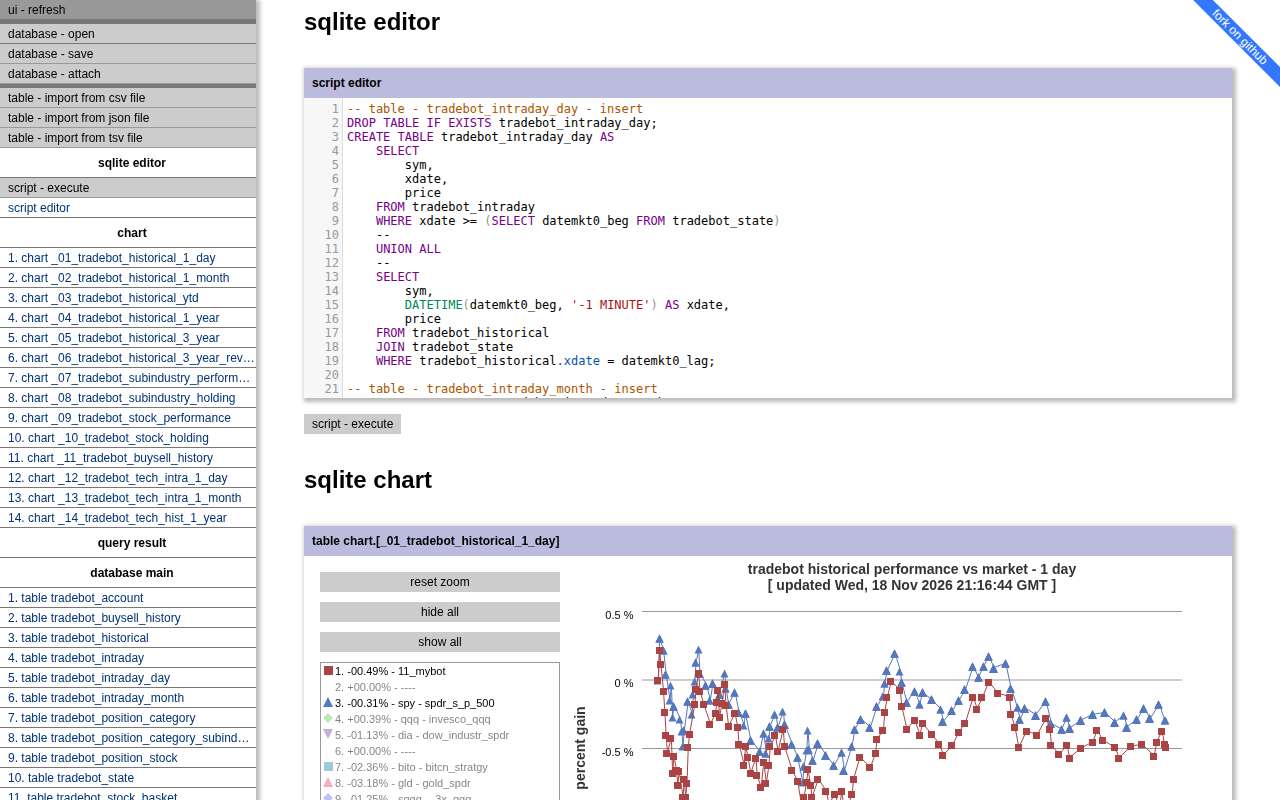 ui - refresh
database - open
database - save
database - attach
table - import from csv file
table - import from json file
table - import from tsv file
sqlite editor
script - execute
script editor
chart
1. chart _01_tradebot_historical_1_day
2. chart _02_tradebot_historical_1_month
3. chart _03_tradebot_historical_ytd
4. chart _04_tradebot_historical_1_year
5. chart _05_tradebot_historical_3_year
6. chart _06_tradebot_historical_3_year_rev…
7. chart _07_tradebot_subindustry_perform…
8. chart _08_tradebot_subindustry_holding
9. chart _09_tradebot_stock_performance
10. chart _10_tradebot_stock_holding
11. chart _11_tradebot_buysell_history
12. chart _12_tradebot_tech_intra_1_day
13. chart _13_tradebot_tech_intra_1_month
14. chart _14_tradebot_tech_hist_1_year
query result
database main
1. table tradebot_account
2. table tradebot_buysell_history
3. table tradebot_historical
4. table tradebot_intraday
5. table tradebot_intraday_day
6. table tradebot_intraday_month
7. table tradebot_position_category
8. table tradebot_position_category_subind…
9. table tradebot_position_stock
10. table tradebot_state
11. table tradebot_stock_basket
sqlite editor
fork on github
script editor
1 -- table - tradebot_intraday_day - insert
2 DROP TABLE IF EXISTS tradebot_intraday_day;
3 CREATE TABLE tradebot_intraday_day AS
4 SELECT
5 sym,
6 xdate,
7 price
8 FROM tradebot_intraday
9 WHERE xdate >= (SELECT datemkt0_beg FROM tradebot_state)
10 --
11 UNION ALL
12 --
13 SELECT
14 sym,
15 DATETIME(datemkt0_beg, '-1 MINUTE') AS xdate,
16 price
17 FROM tradebot_historical
18 JOIN tradebot_state
19 WHERE tradebot_historical.xdate = datemkt0_lag;
20
21 -- table - tradebot_intraday_month - insert
script - execute
sqlite chart
table chart.[_01_tradebot_historical_1_day]
reset zoom
hide all
show all
1. -00.49% - 11_mybot
2. +00.00% - ----
3. -00.31% - spy - spdr_s_p_500
4. +00.39% - qqq - invesco_qqq
5. -01.13% - dia - dow_industr_spdr
6. +00.00% - ----
7. -02.36% - bito - bitcn_stratgy
8. -03.18% - gld - gold_spdr
9. -01.25% - sqqq - -3x_qqq
tradebot historical performance vs market - 1 day
[ updated Wed, 18 Nov 2026 21:16:44 GMT ]
0.5 %
0 %
-0.5 %
percent gain